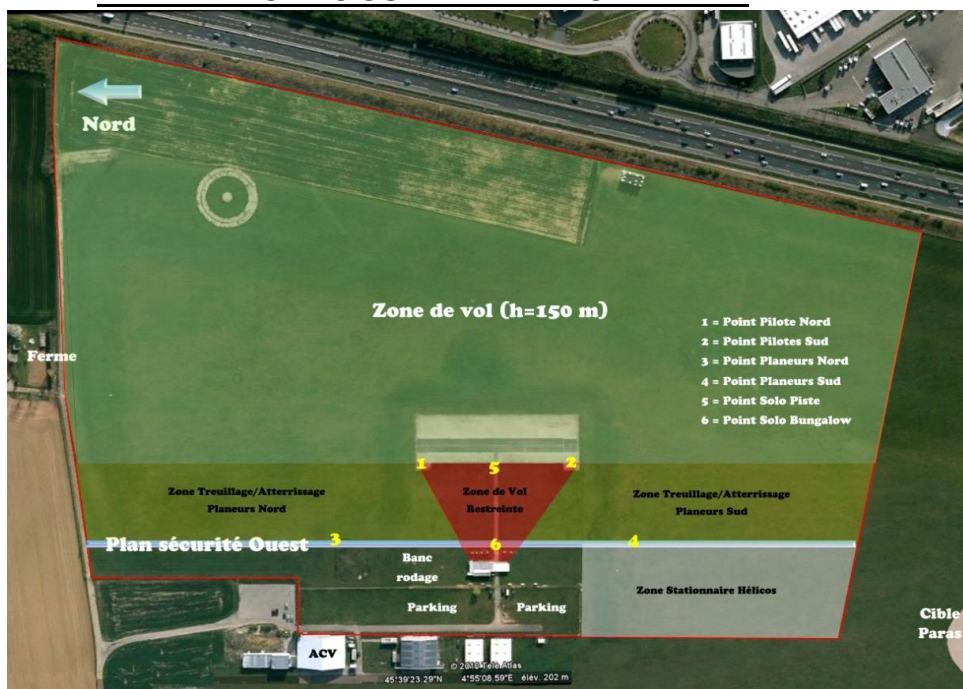 Nord
Zone de vol (h=150 m)
1 = Point Pilote Nord
2 = Point Pilotes Sud
3 = Point Planeurs Nord
4 = Point Planeurs Sud
5 = Point Solo Piste
6 = Point Solo Bungalow
Ferme
1
5
2
Zone Treuillage/Atterrissage
Planeurs Nord
Zone de Vol
Restreinte
Zone Treuillage/Atterrissage
Planeurs Sud
Plan sécurité Ouest
3
6
4
Banc
rodage
Zone Stationnaire Hélicos
Parking
Parking
Cible
Paras
ACV
© 2010 Tele Atlas
45°39'23.29"N 4°55'08.59"E élév. 202 m